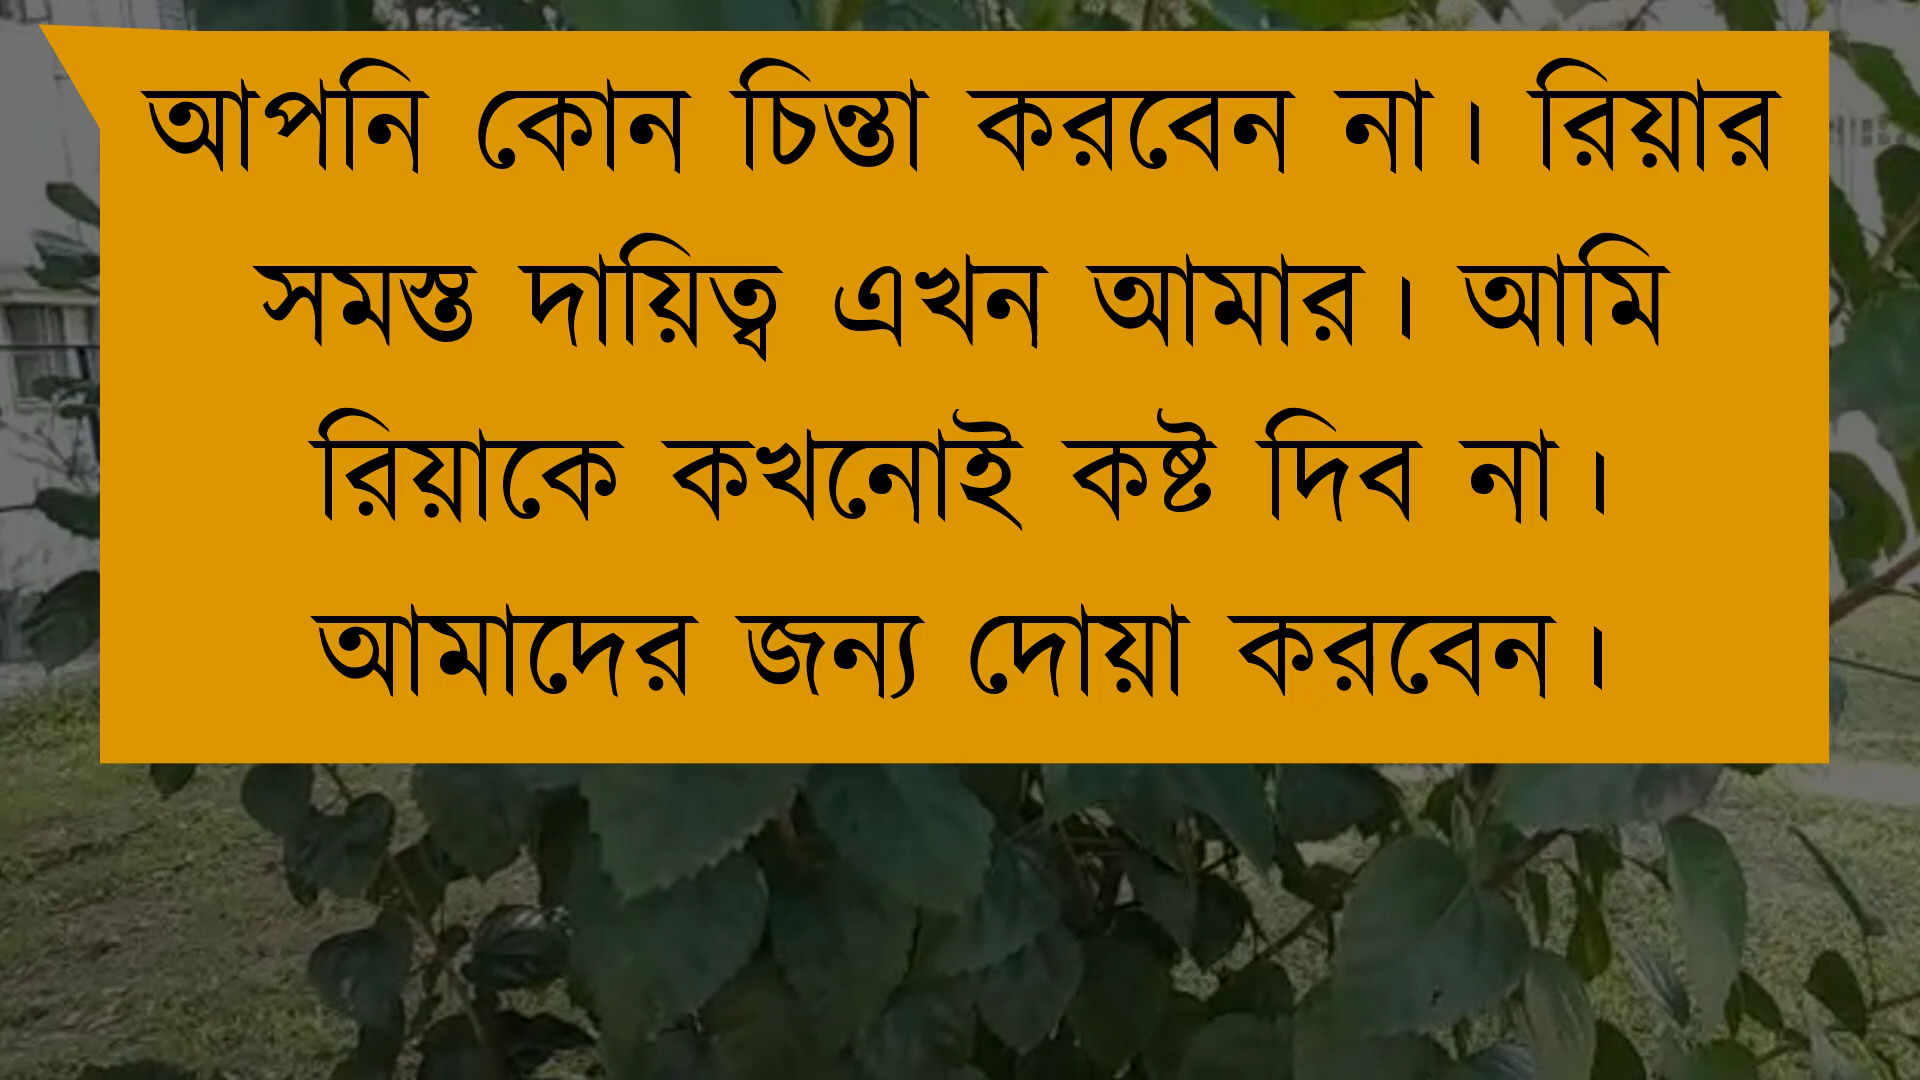 আপনি কোন চিন্তা করবেন না। রিয়ার
সমস্ত দায়িত্ব এখন আমার। আমি
রিয়াকে কখনোই কষ্ট দিব না।
আমাদের জন্য দোয়া করবেন।